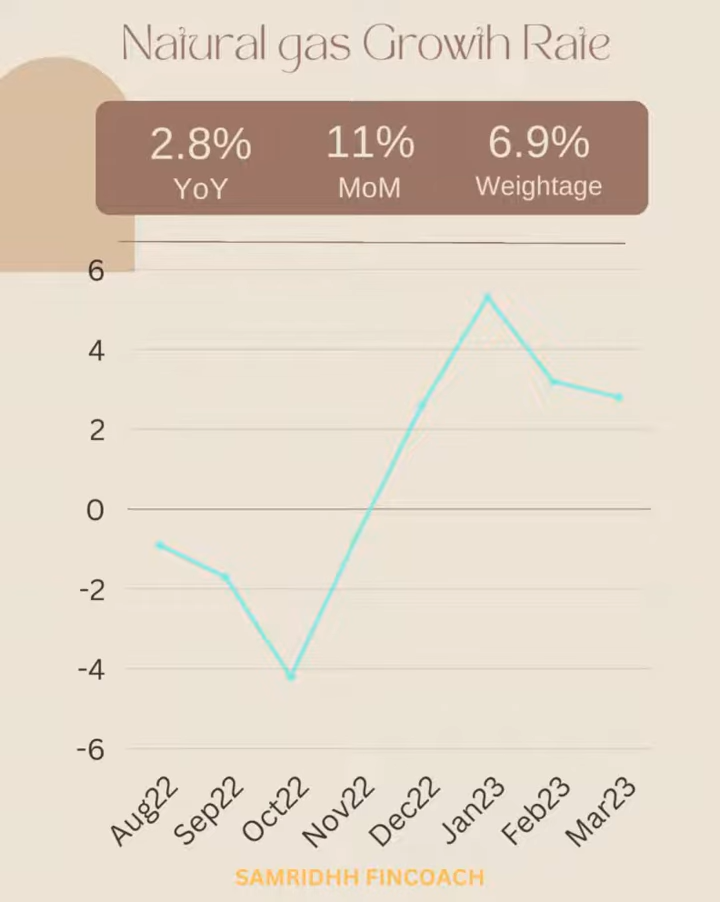 Natural gas Growth Rate
2.8% 11% 6.9%
YoY MoM Weightage
6
4
2
0
-2
-4
-6
Aug22 Sep22 Oct22 Nov22 Dec22 Jan23 Feb23 Mar23
SAMRIDHH FINCOACH